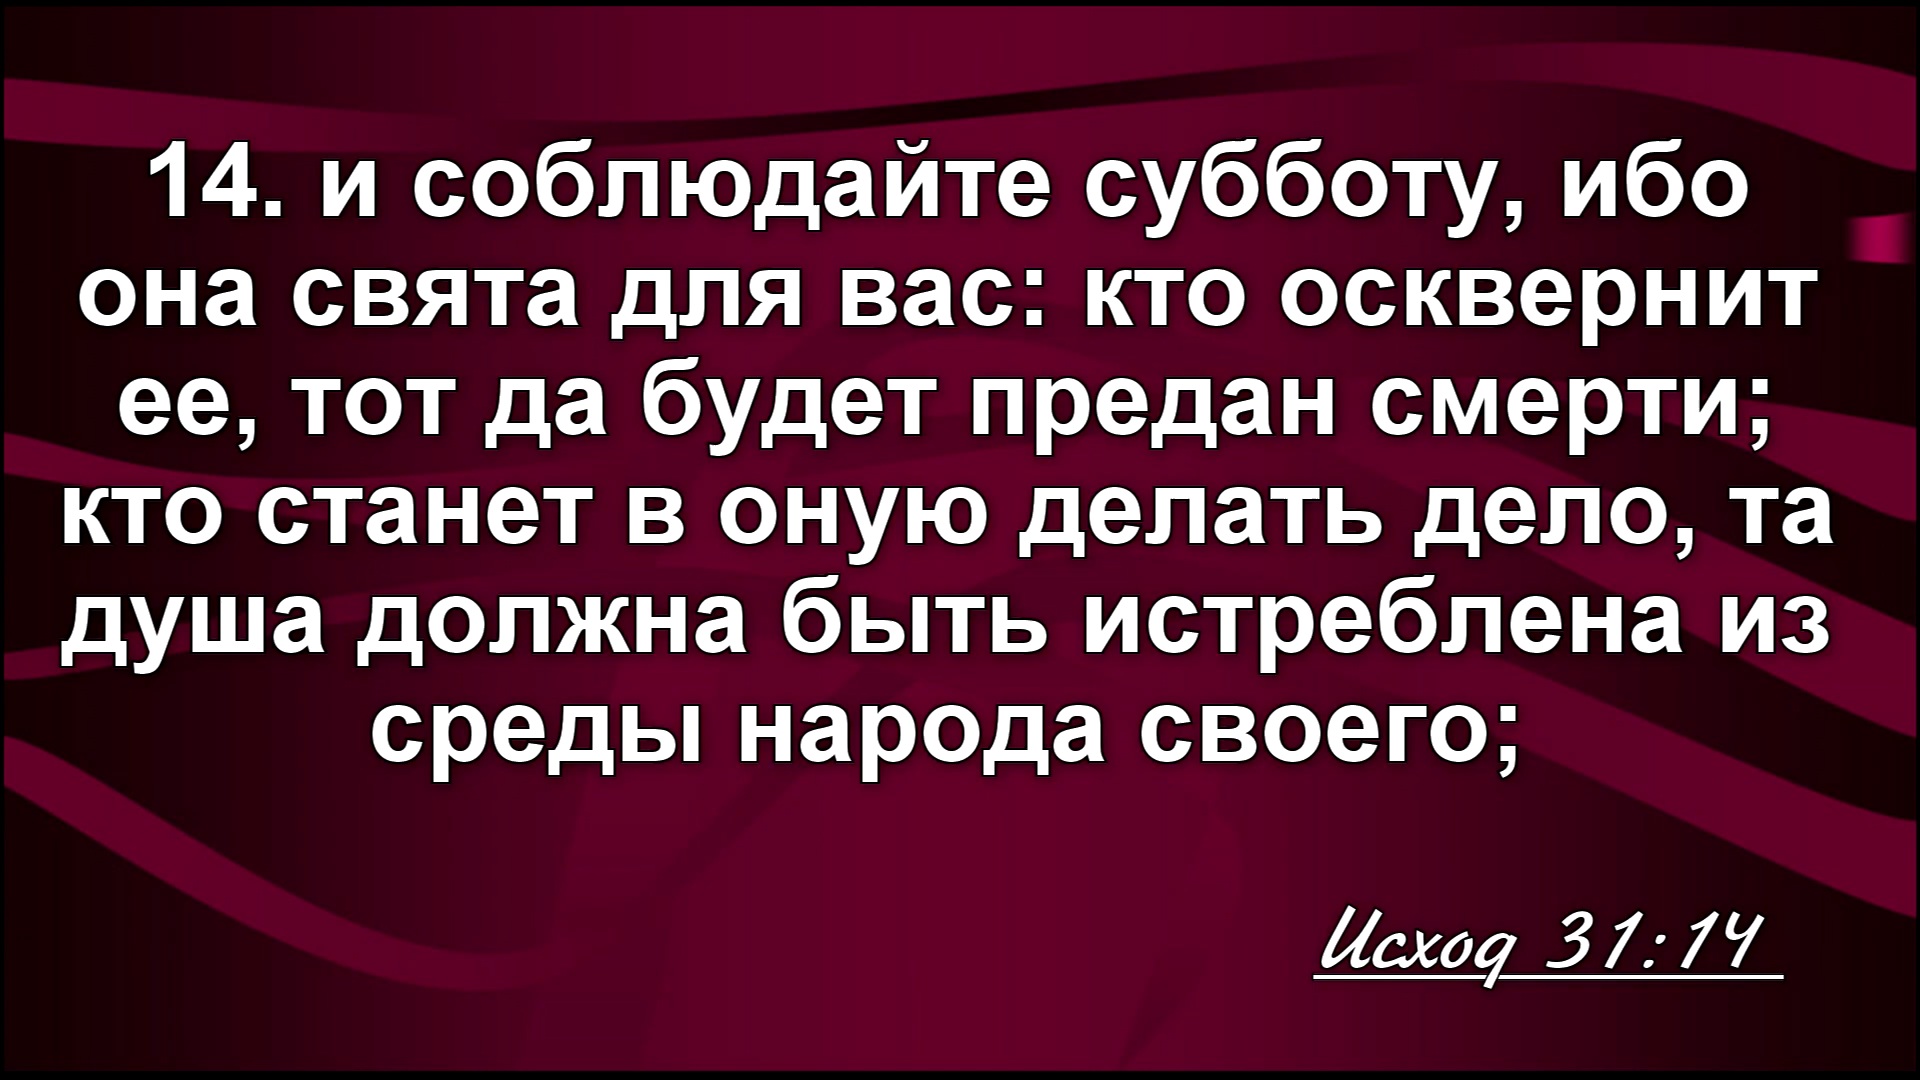 14. и соблюдайте субботу, ибо
она свята для вас: кто осквернит
ее, тот да будет предан смерти;
кто станет в оную делать дело, та
душа должна быть истреблена из
среды народа своего;
Исход 31:14